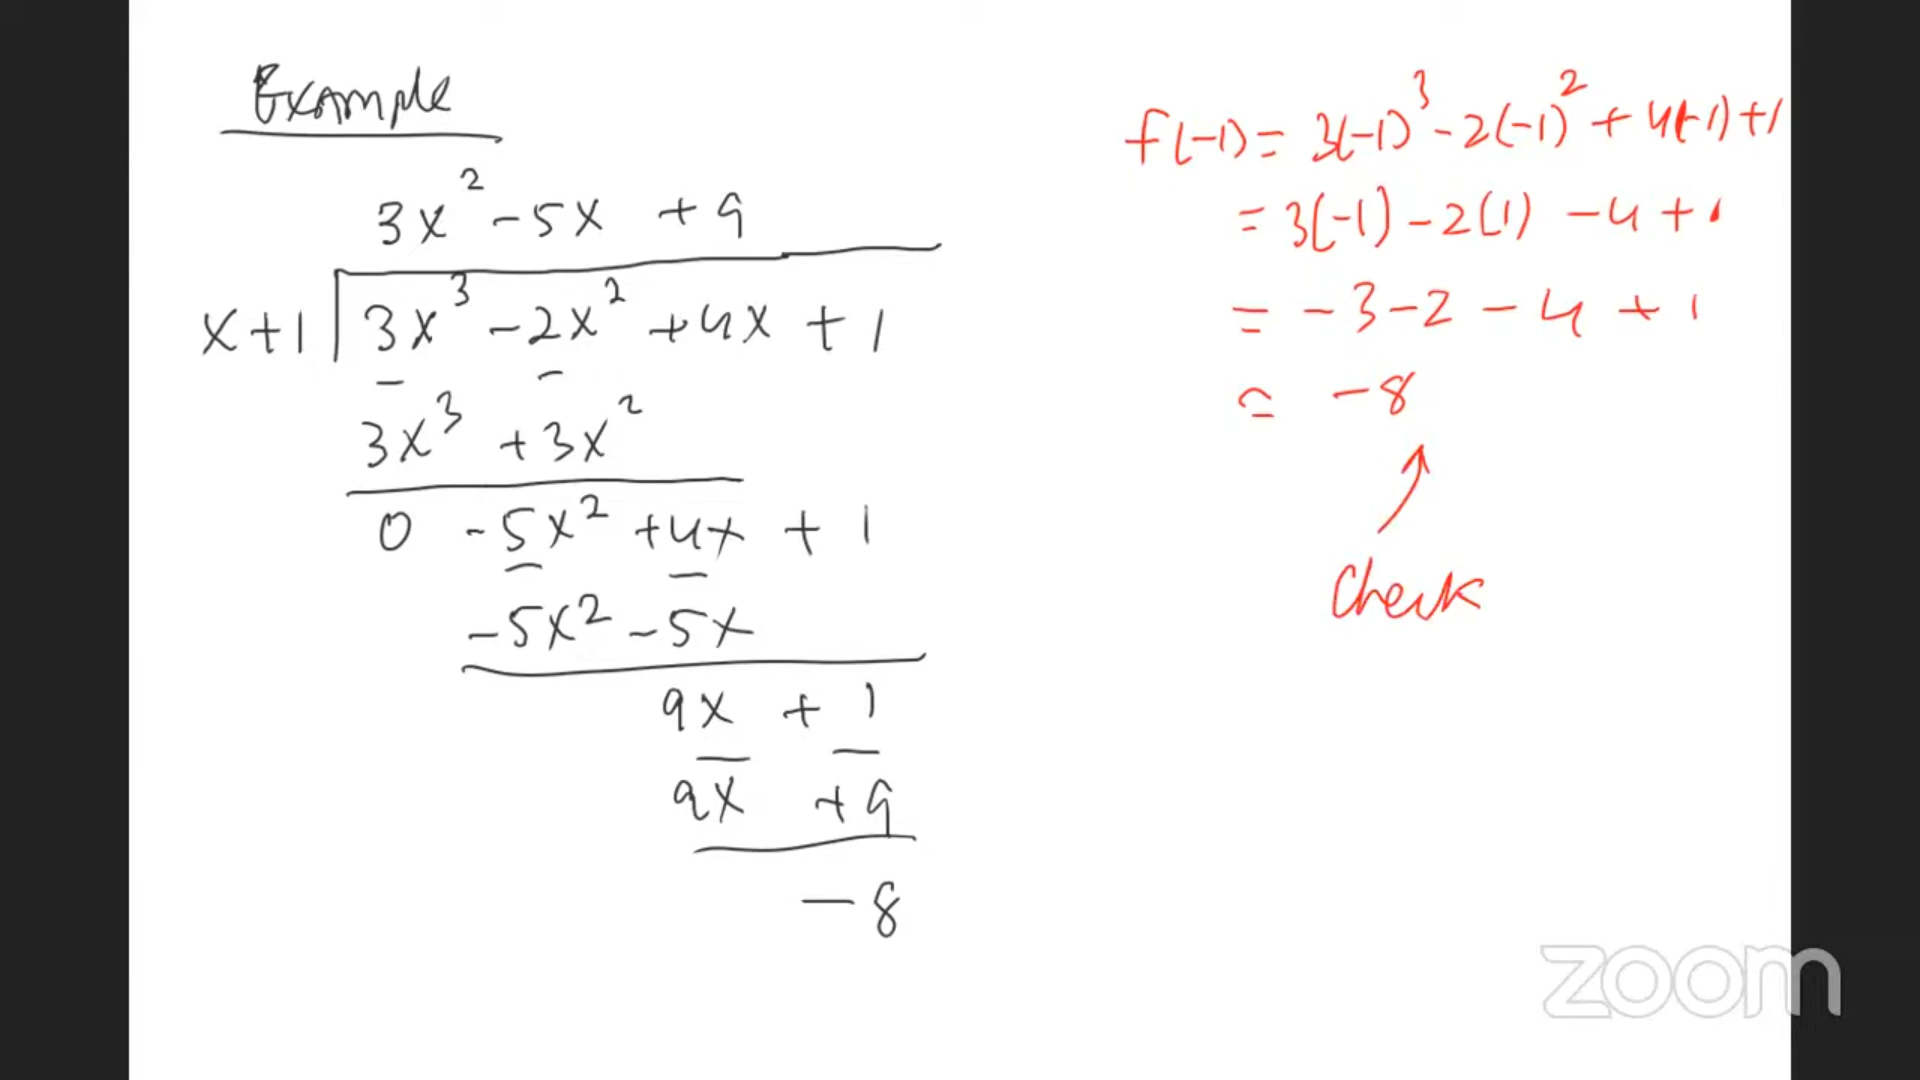 Example
3x² - 5x + 9
x+1 | 3x³ - 2x² + 4x + 1
3x³ + 3x²
0 - 5x² + 4x + 1
-5x² - 5x
9x + 1
9x + 9
-8
f(-1) = 3(-1)³ - 2(-1)² + 4(-1) + 1
= 3(-1) - 2(1) - 4 + 1
= -3 - 2 - 4 + 1
= -8
Check
zoom